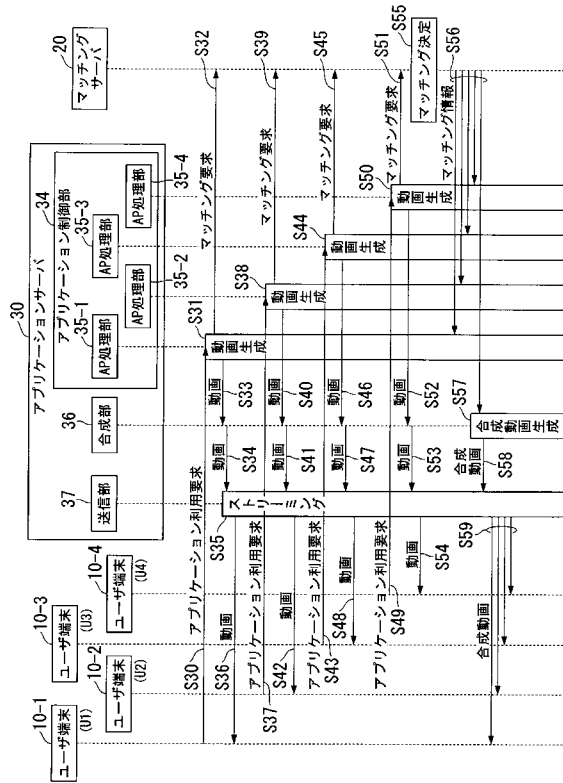 30
アプリケーションサーバ
34
アプリケーション制御部
10-1
ユーザ端末
(U1)
10-2
ユーザ端末
(U2)
10-3
ユーザ端末
(U3)
10-4
ユーザ端末
(U4)
37
送信部
36
合成部
35-1
AP処理部
35-2
AP処理部
35-3
AP処理部
35-4
AP処理部
20
マッチング
サーバ
S30
アプリケーション利用要求
S31
動画生成
マッチング要求
S32
動画
S33
動画
S34
S35
ストリーミング
S36
動画
S37
アプリケーション利用要求
S38
動画生成
マッチング要求
S39
動画
S40
動画
S41
S42
動画
S43
アプリケーション利用要求
S44
動画生成
マッチング要求
S45
動画
S46
動画
S47
S48
動画
S49
アプリケーション利用要求
S50
動画生成
マッチング要求
S51
動画
S52
動画
S53
動画
S54
S55
マッチング決定
マッチング情報
S56
S57
合成動画生成
合成
動画
S58
合成動画
S59